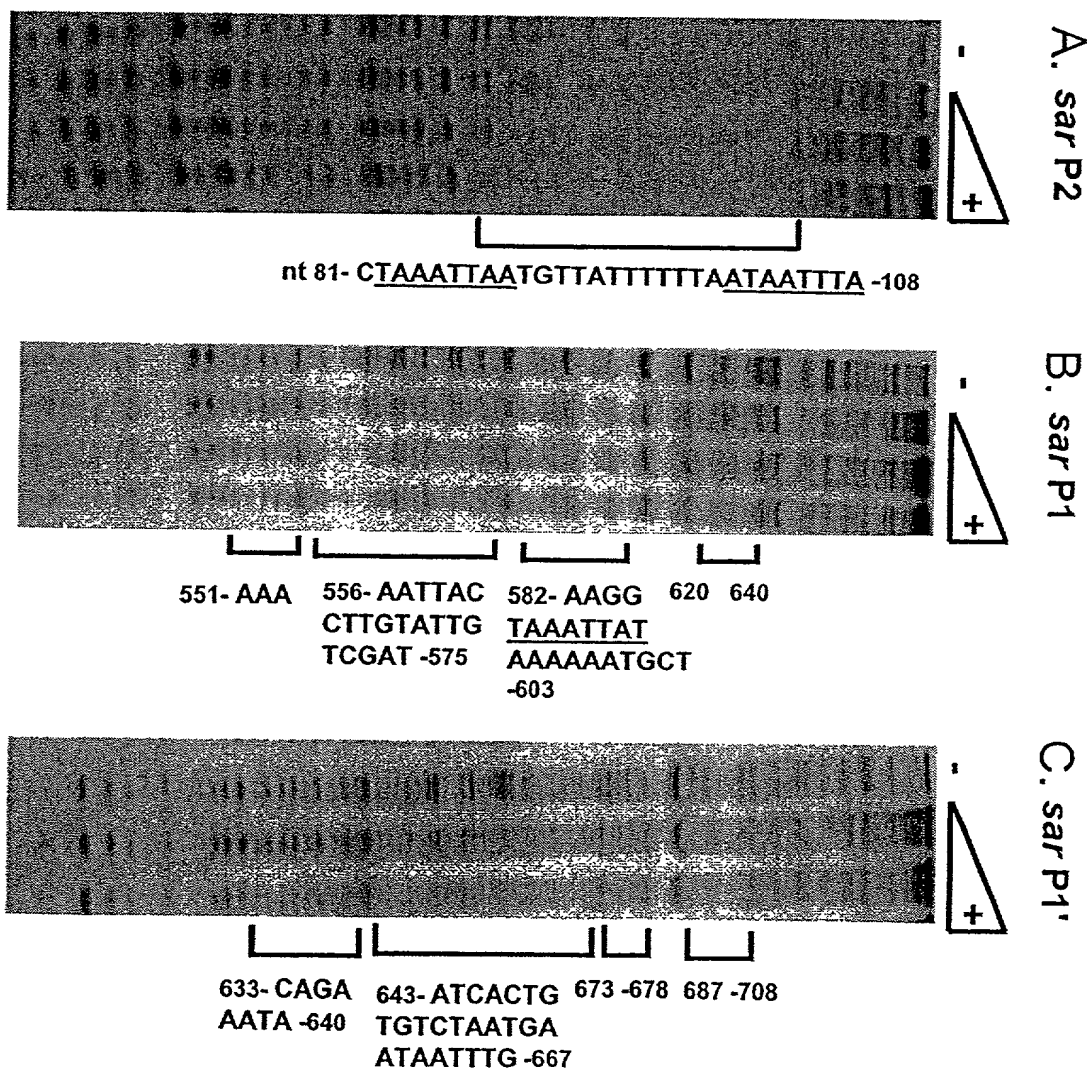 A. sar P2
-
+
nt 81- CTAAATTAATGTTATTTTTTAATAATTTA -108
B. sar P1
-
+
551- AAA
556- AATTAC
CTTGTATTG
TCGAT -575
582- AAGG
TAAATTAT
AAAAAATGCT
-603
620 640
C. sar P1'
-
+
633- CAGA
AATA -640
643- ATCACTG
TGTCTAATGA
ATAATTTG -667
673 -678
687 -708